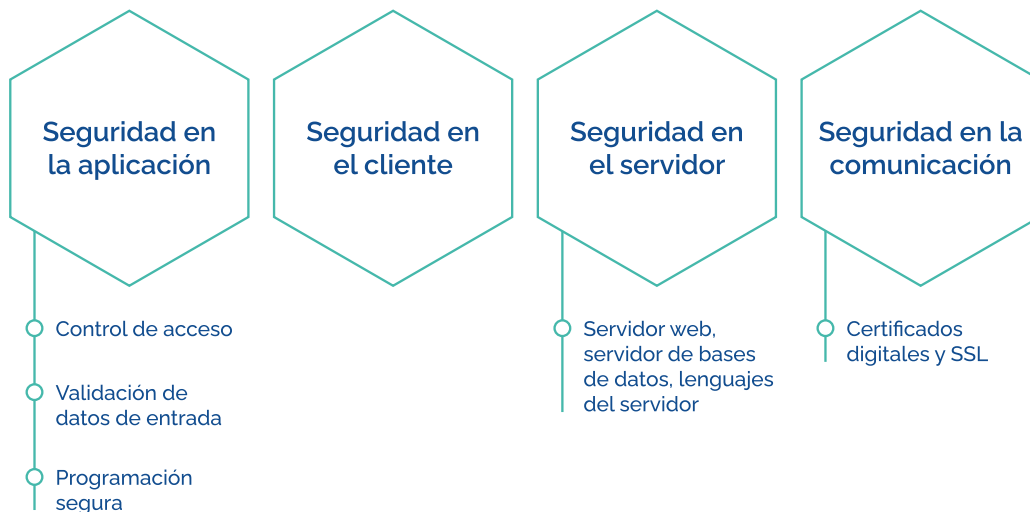 Seguridad en
la aplicación
Seguridad en
el cliente
Seguridad en
el servidor
Seguridad en la
comunicación
Control de acceso
Validación de
datos de entrada
Programación
segura
Servidor web,
servidor de bases
de datos, lenguajes
del servidor
Certificados
digitales y SSL